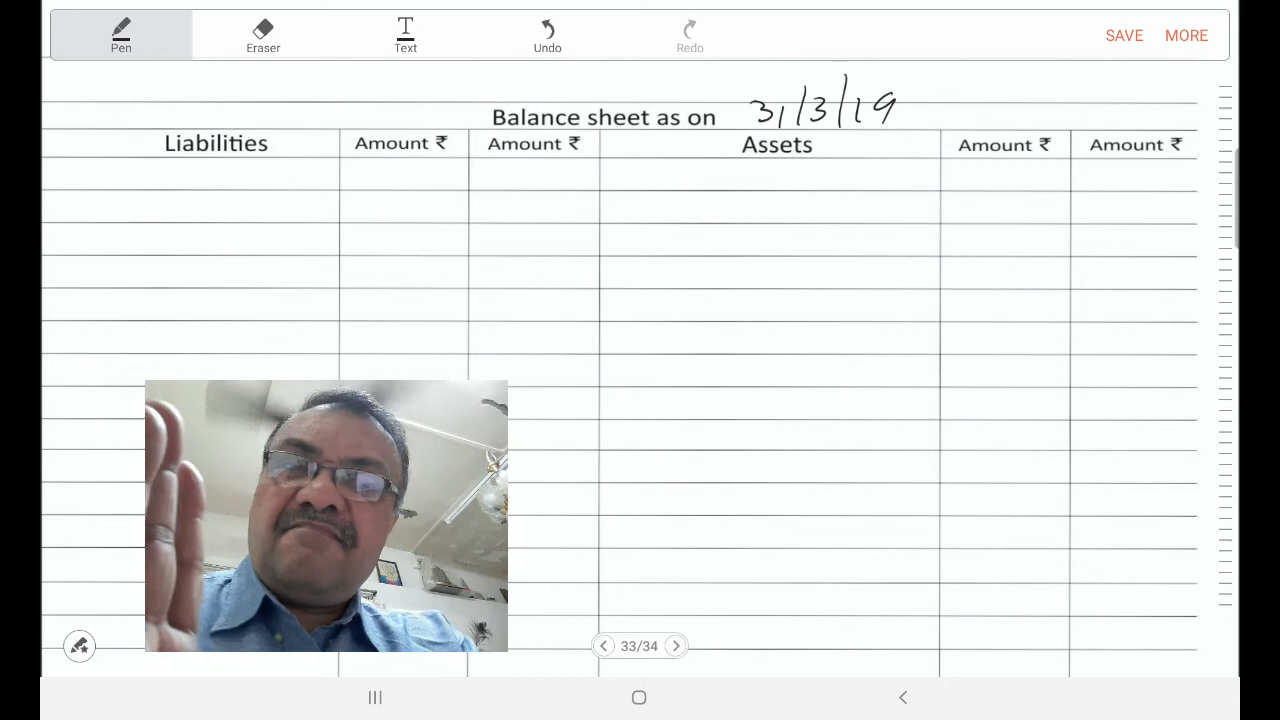 Pen Eraser Text Undo Redo SAVE MORE
Balance sheet as on 31/3/19
Liabilities Amount ₹ Amount ₹ Assets Amount ₹ Amount ₹
33/34